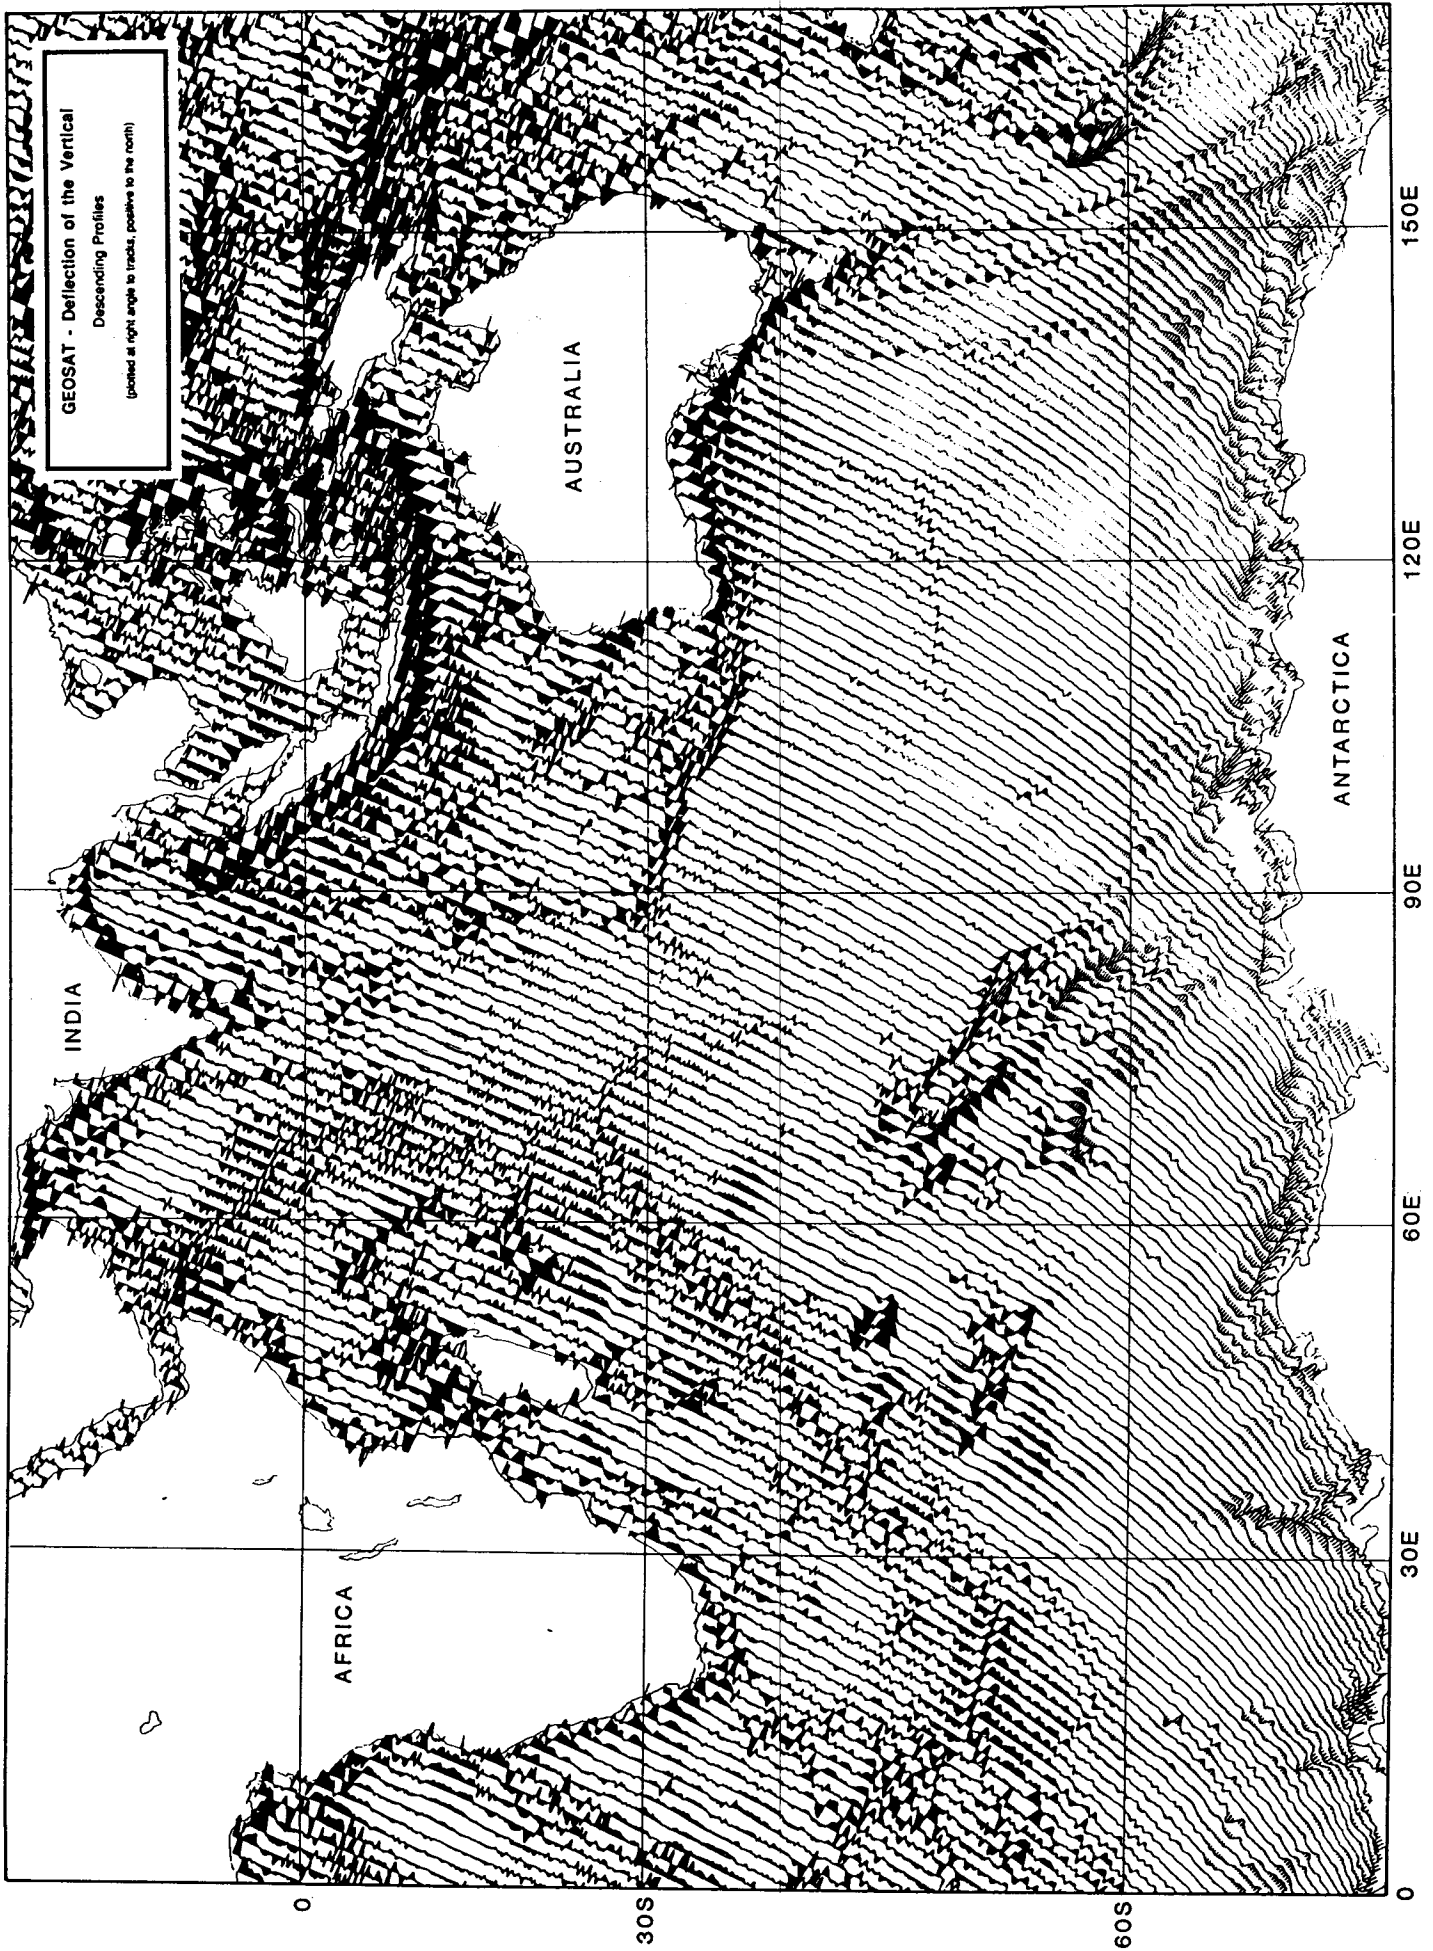 GEOSAT - Deflection of the Vertical
Descending Profiles
(plotted at right angle to tracks, positive to the north)
INDIA
AUSTRALIA
AFRICA
ANTARCTICA
0
30S
60S
0
30E
60E
90E
120E
150E